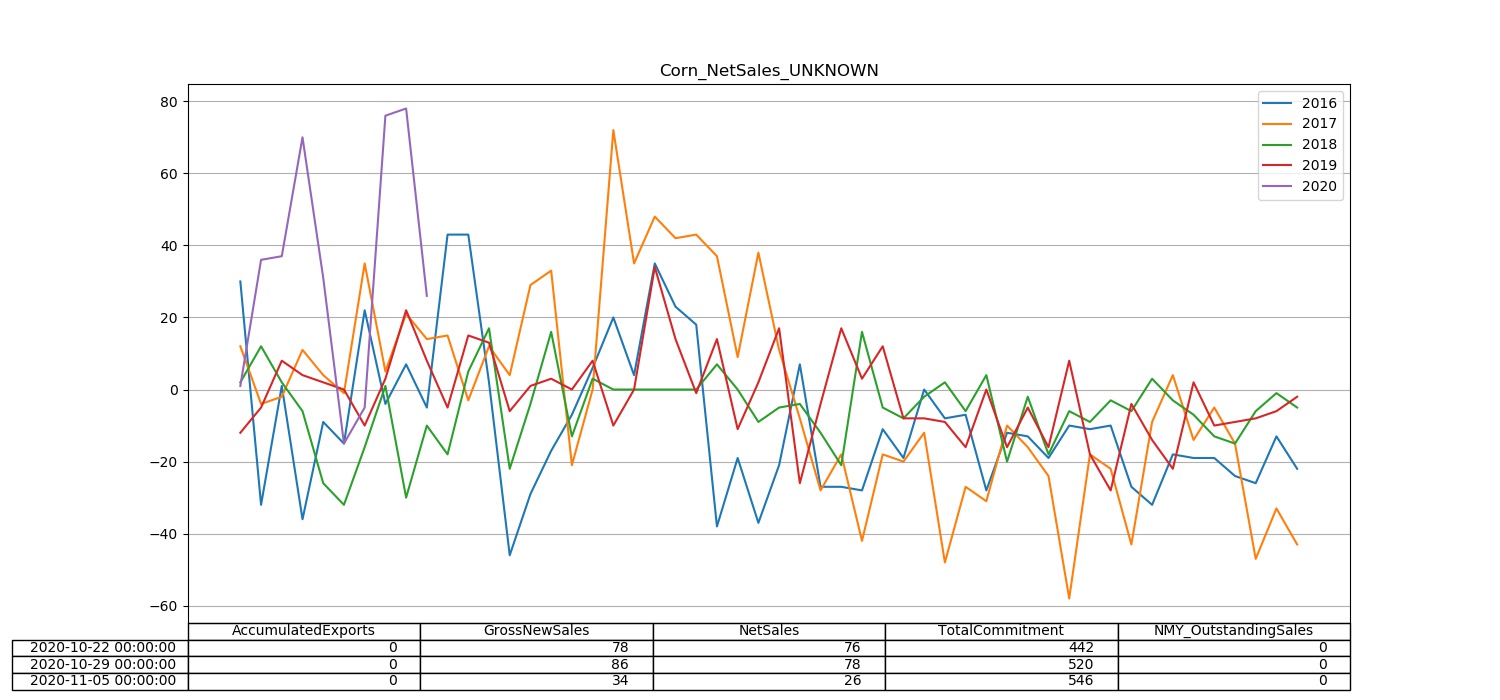 Corn_NetSales_UNKNOWN
80
60
40
20
0
−20
−40
−60
2016
2017
2018
2019
2020
AccumulatedExports GrossNewSales NetSales TotalCommitment NMY_OutstandingSales
2020-10-22 00:00:00 0 78 76 442 0
2020-10-29 00:00:00 0 86 78 520 0
2020-11-05 00:00:00 0 34 26 546 0